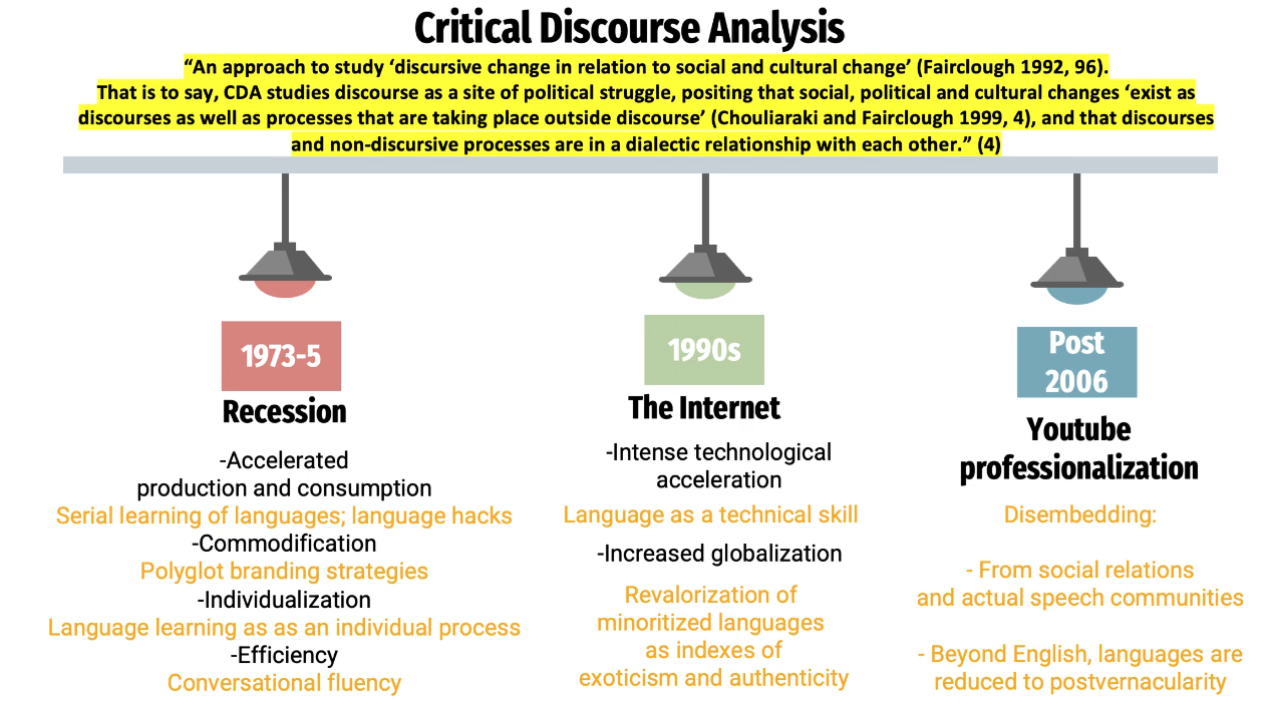 Critical Discourse Analysis
“An approach to study ‘discursive change in relation to social and cultural change’ (Fairclough 1992, 96).
That is to say, CDA studies discourse as a site of political struggle, positing that social, political and cultural changes ‘exist as
discourses as well as processes that are taking place outside discourse’ (Chouliaraki and Fairclough 1999, 4), and that discourses
and non-discursive processes are in a dialectic relationship with each other.” (4)
1973-5
Recession
-Accelerated
production and consumption
Serial learning of languages; language hacks
-Commodification
Polyglot branding strategies
-Individualization
Language learning as as an individual process
-Efficiency
Conversational fluency
1990s
The Internet
-Intense technological
acceleration
Language as a technical skill
-Increased globalization
Revalorization of
minoritized languages
as indexes of
exoticism and authenticity
Post
2006
Youtube
professionalization
Disembedding:
- From social relations
and actual speech communities
- Beyond English, languages are
reduced to postvernacularity